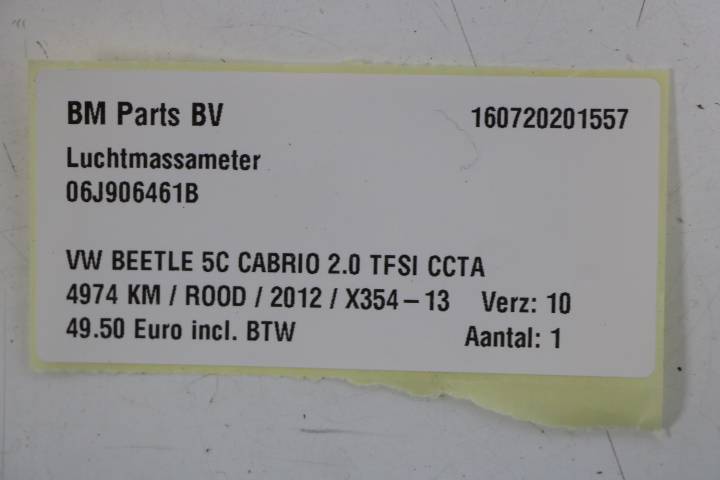 BM Parts BV 160720201557
Luchtmassameter
06J906461B
VW BEETLE 5C CABRIO 2.0 TFSI CCTA
4974 KM / ROOD / 2012 / X354-13 Verz: 10
49.50 Euro incl. BTW Aantal: 1